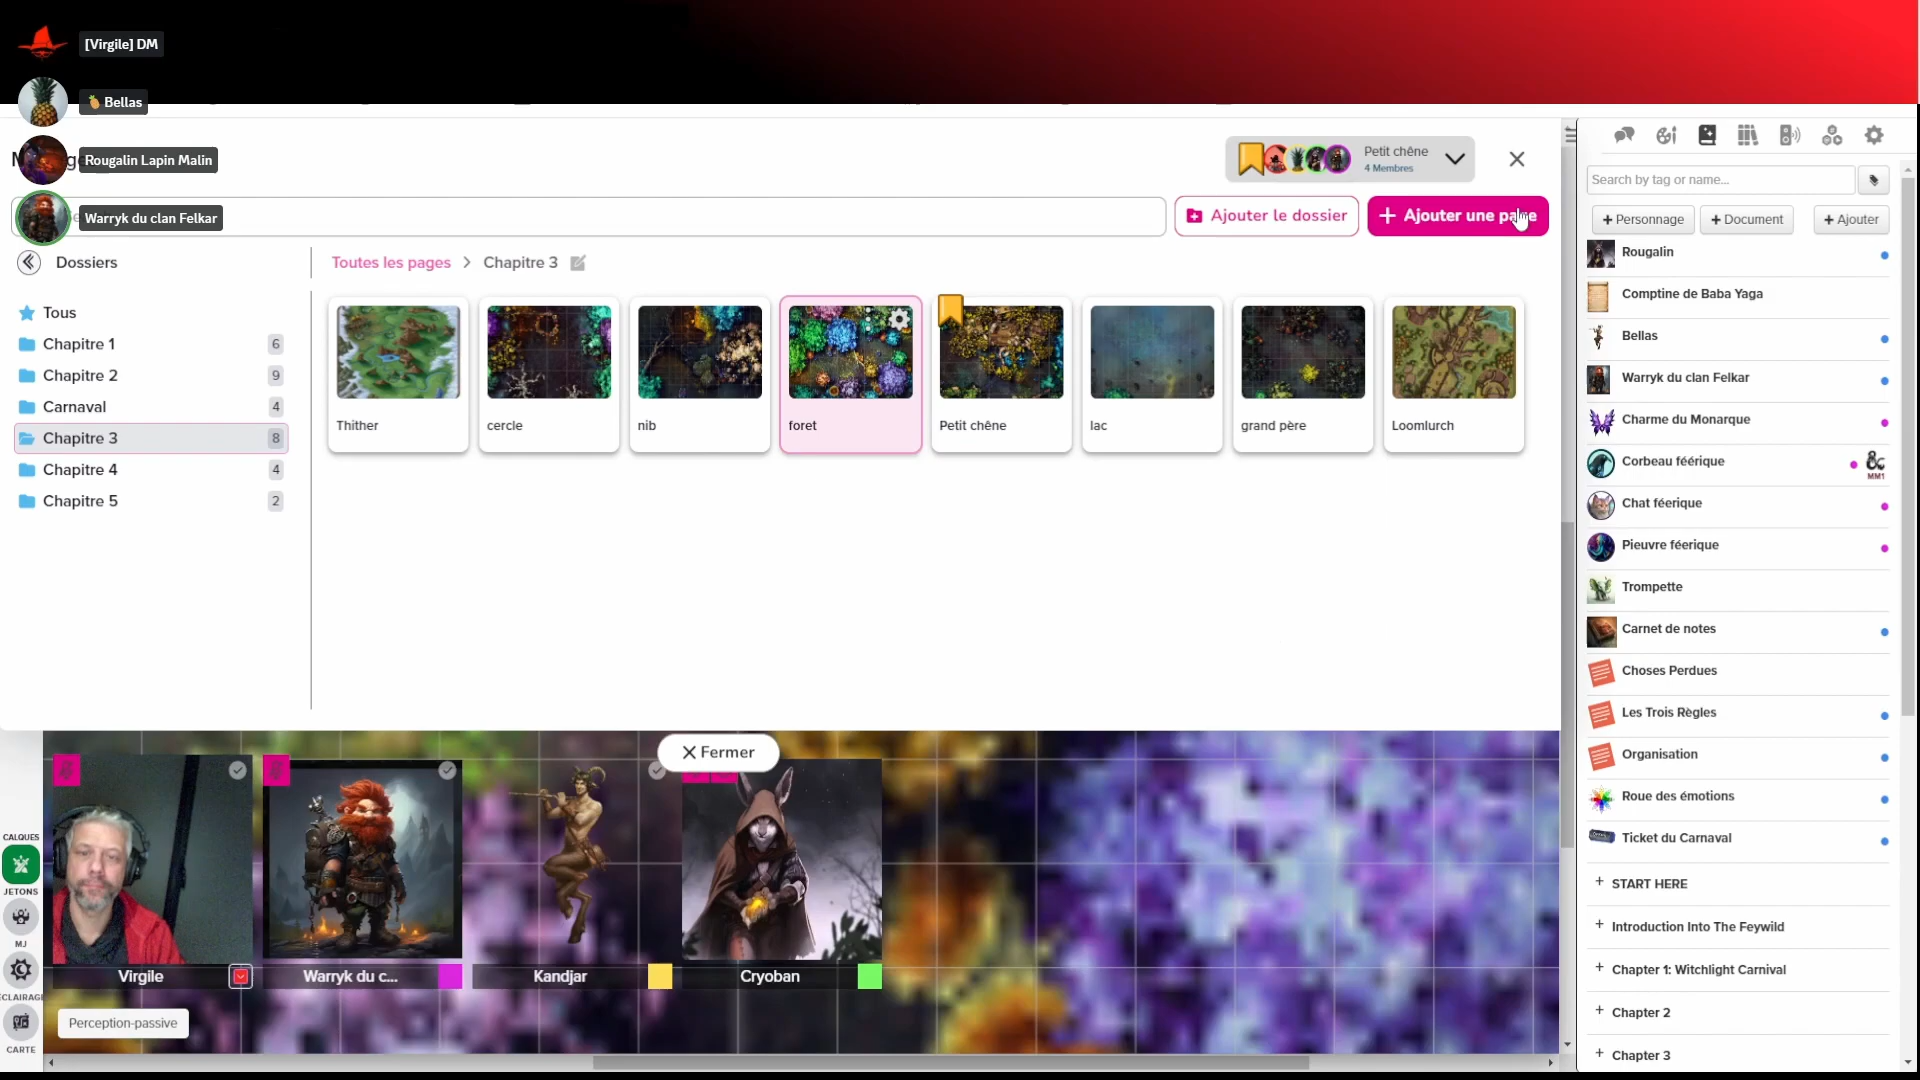 [Virgile] DM
Bellas
Rougalin Lapin Malin
Warryk du clan Felkar
Petit chêne
4 Membres
Ajouter le dossier
Ajouter une page
Dossiers
Toutes les pages > Chapitre 3
Tous
Chapitre 1 6
Chapitre 2 9
Carnaval 4
Chapitre 3 8
Chapitre 4 4
Chapitre 5 2
Thither
cercle
nib
foret
Petit chêne
lac
grand père
Loomlurch
Fermer
Virgile
Warryk du c...
Kandjar
Cryoban
Perception-passive
CALQUES
JETONS
MJ
CARTE
Search by tag or name...
+ Personnage
+ Document
+ Ajouter
Rougalin
Comptine de Baba Yaga
Bellas
Warryk du clan Felkar
Charme du Monarque
Corbeau féérique
&
MM1
Chat féerique
Pieuvre féerique
Trompette
Carnet de notes
Choses Perdues
Les Trois Règles
Organisation
Roue des émotions
Ticket du Carnaval
+ START HERE
+ Introduction Into The Feywild
+ Chapter 1: Witchlight Carnival
+ Chapter 2
+ Chapter 3